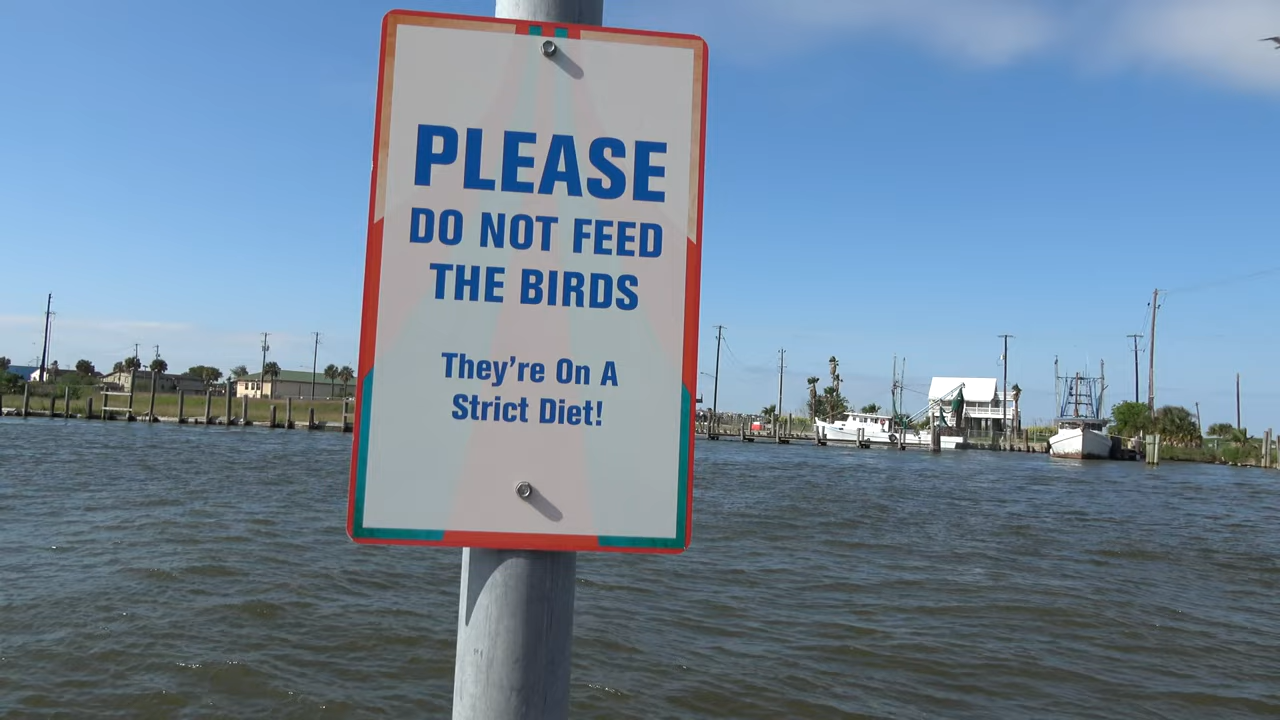 PLEASE
DO NOT FEED
THE BIRDS
They're On A
Strict Diet!